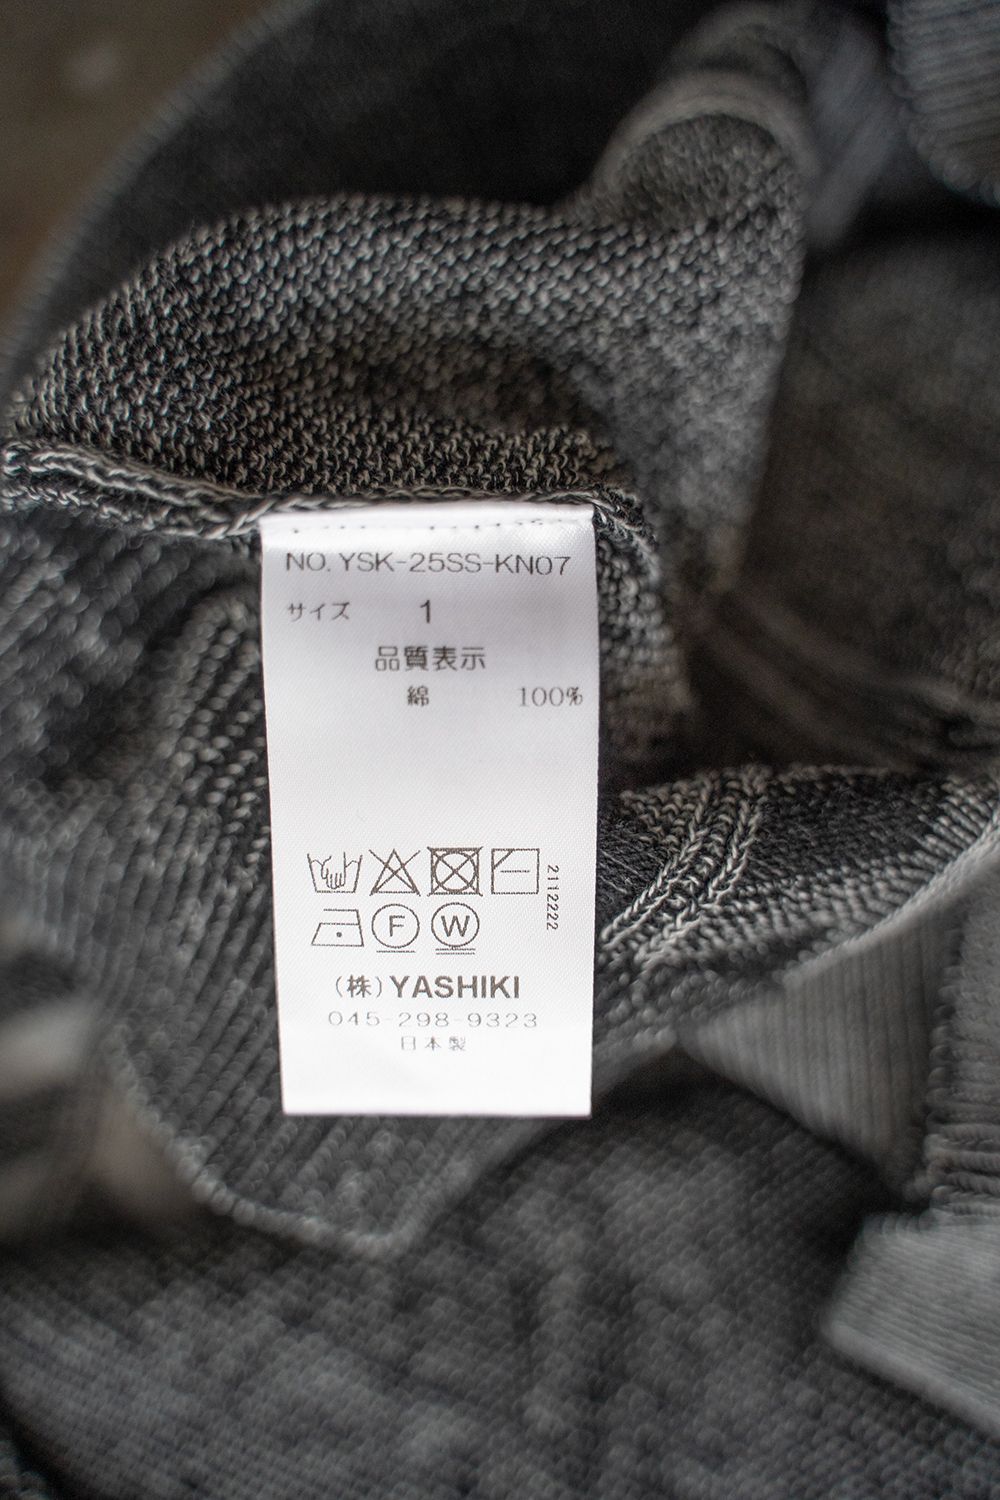 NO. YSK-25SS-KN07
サイズ 1
品質表示
綿 100%
2112222
F W
(株)YASHIKI
045-298-9323
日本製